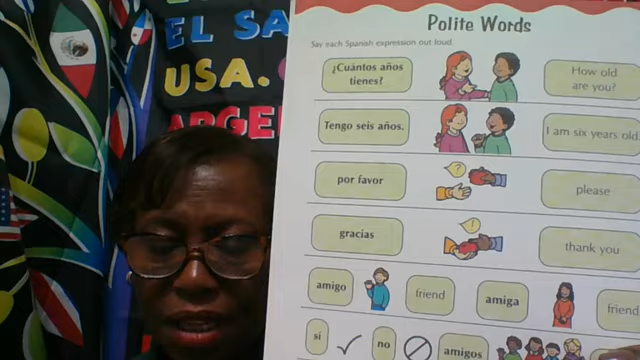 EL SA
USA.
ARGE
Polite Words
Say each Spanish expression out loud.
¿Cuántos años
tienes?
How old
are you?
Tengo seis años.
I am six years old.
por favor
?
please
gracias
thank you
amigo
friend
amiga
friend
sí
no
amigos